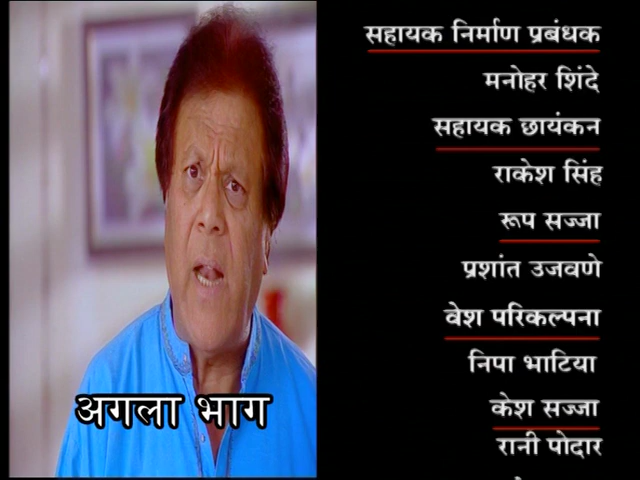 सहायक निर्माण प्रबंधक
मनोहर शिंदे
सहायक छायंकन
राकेश सिंह
रूप सज्जा
प्रशांत उजवणे
वेश परिकल्पना
निपा भाटिया
केश सज्जा
रानी पोदार
अगला भाग